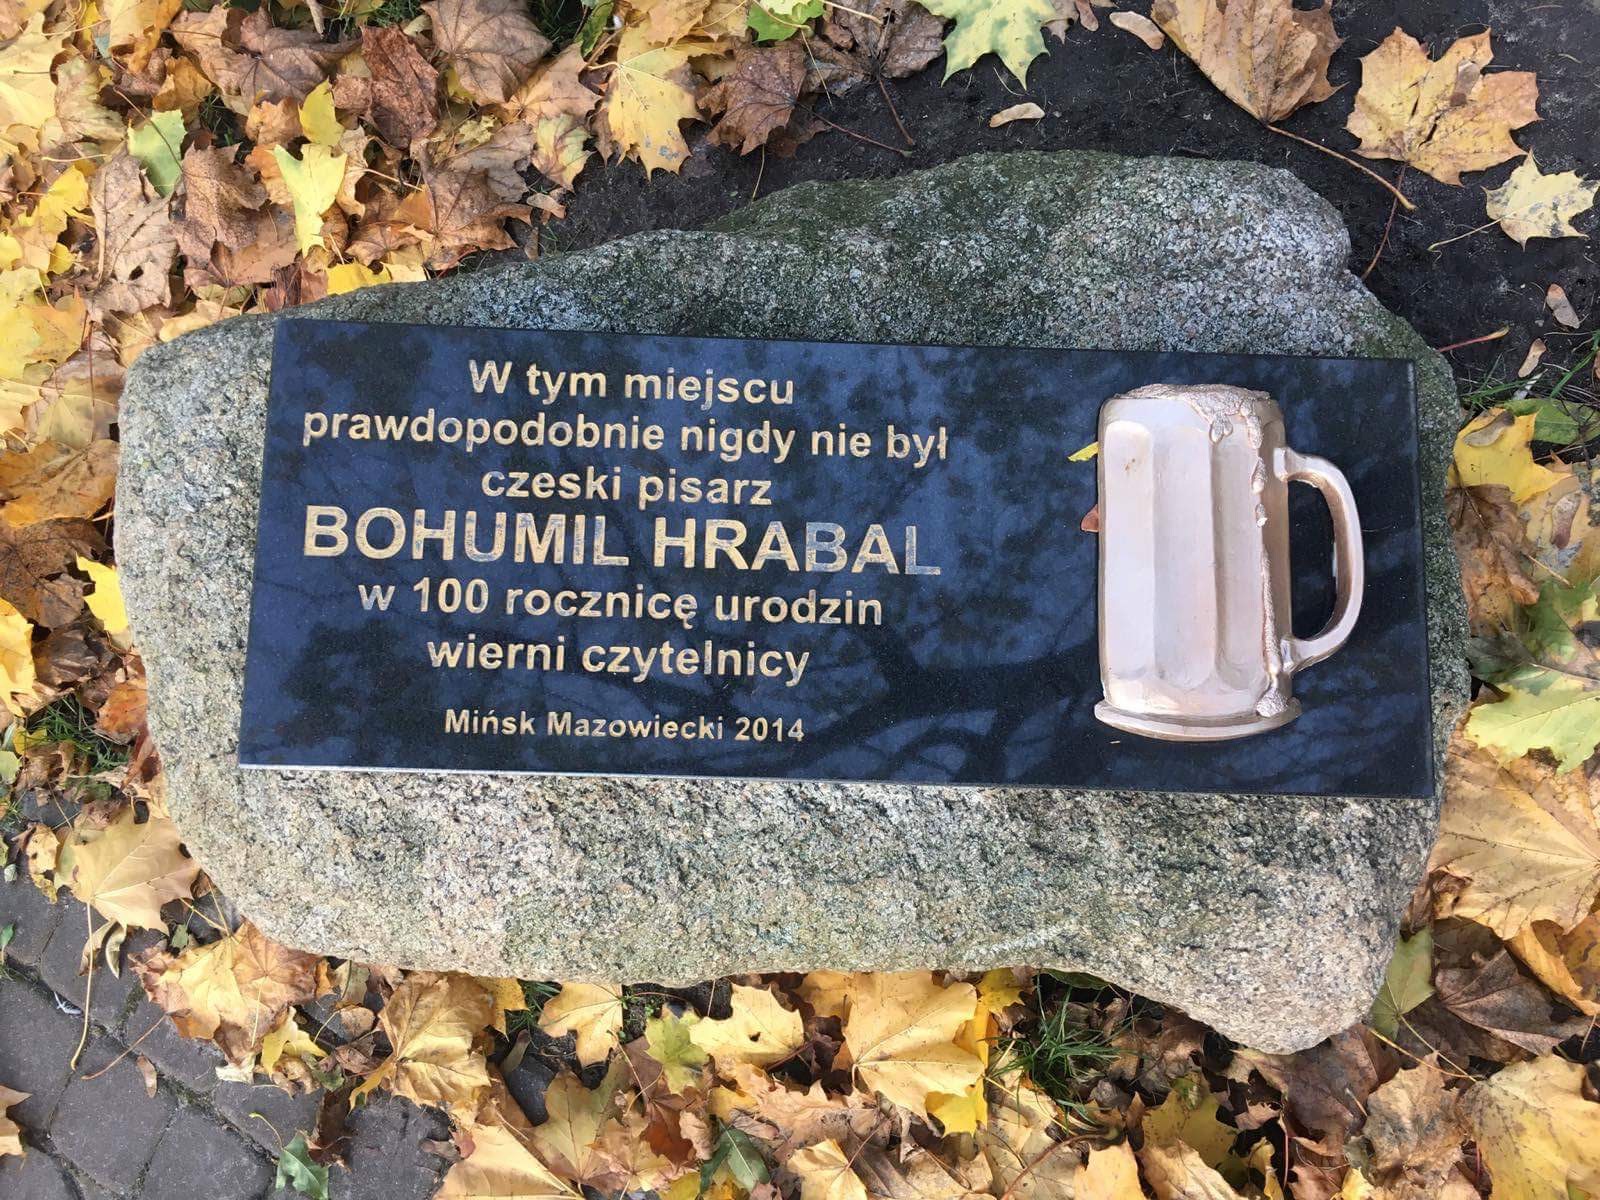 W tym miejscu
prawdopodobnie nigdy nie był
czeski pisarz
BOHUMIL HRABAL
w 100 rocznicę urodzin
wierni czytelnicy
Mińsk Mazowiecki 2014